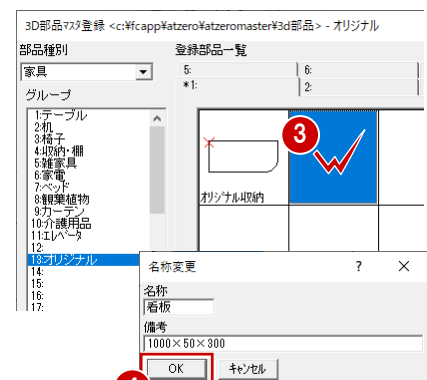 3D部品ﾏｽﾀ登録 <c:¥fcapp¥atzero¥atzeromaster¥3d部品> - ｵﾘｼﾞﾅﾙ
部品種別
登録部品一覧
家具
5:
6:
*1:
2:
グループ
1:テーブル
2:机
3:椅子
4:収納・棚
5:雑家具
6:家電
7:ベッド
8:観葉植物
9:カーテン
10:介護用品
11:ｴﾚﾍﾞｰﾀ
12:
13:オリジナル
14:
15:
16:
17:
3
ｵﾘｼﾞﾅﾙ収納
名称変更
?
×
名称
看板
備考
1000×50×300
OK
ｷｬﾝｾﾙ